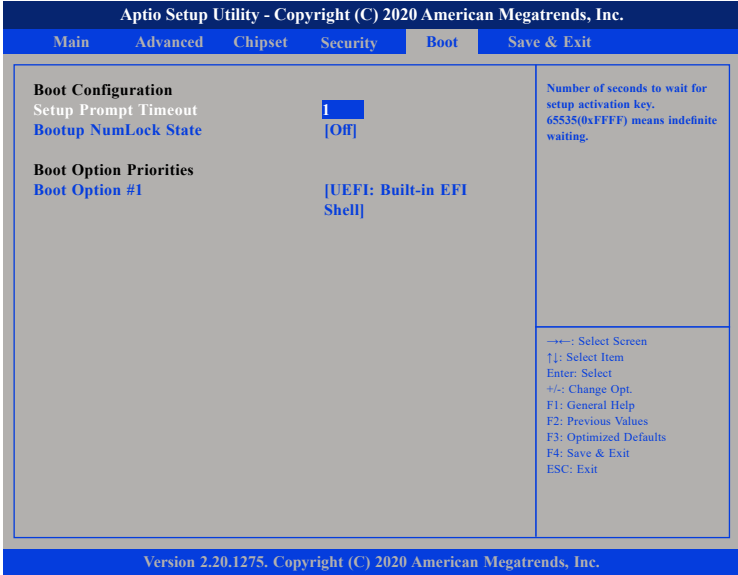 Aptio Setup Utility - Copyright (C) 2020 American Megatrends, Inc.
Main Advanced Chipset Security Boot Save & Exit
Boot Configuration
Setup Prompt Timeout 1
Bootup NumLock State [Off]
Boot Option Priorities
Boot Option #1 [UEFI: Built-in EFI
Shell]
Number of seconds to wait for
setup activation key.
65535(0xFFFF) means indefinite
waiting.
→←: Select Screen
↑↓: Select Item
Enter: Select
+/-: Change Opt.
F1: General Help
F2: Previous Values
F3: Optimized Defaults
F4: Save & Exit
ESC: Exit
Version 2.20.1275. Copyright (C) 2020 American Megatrends, Inc.